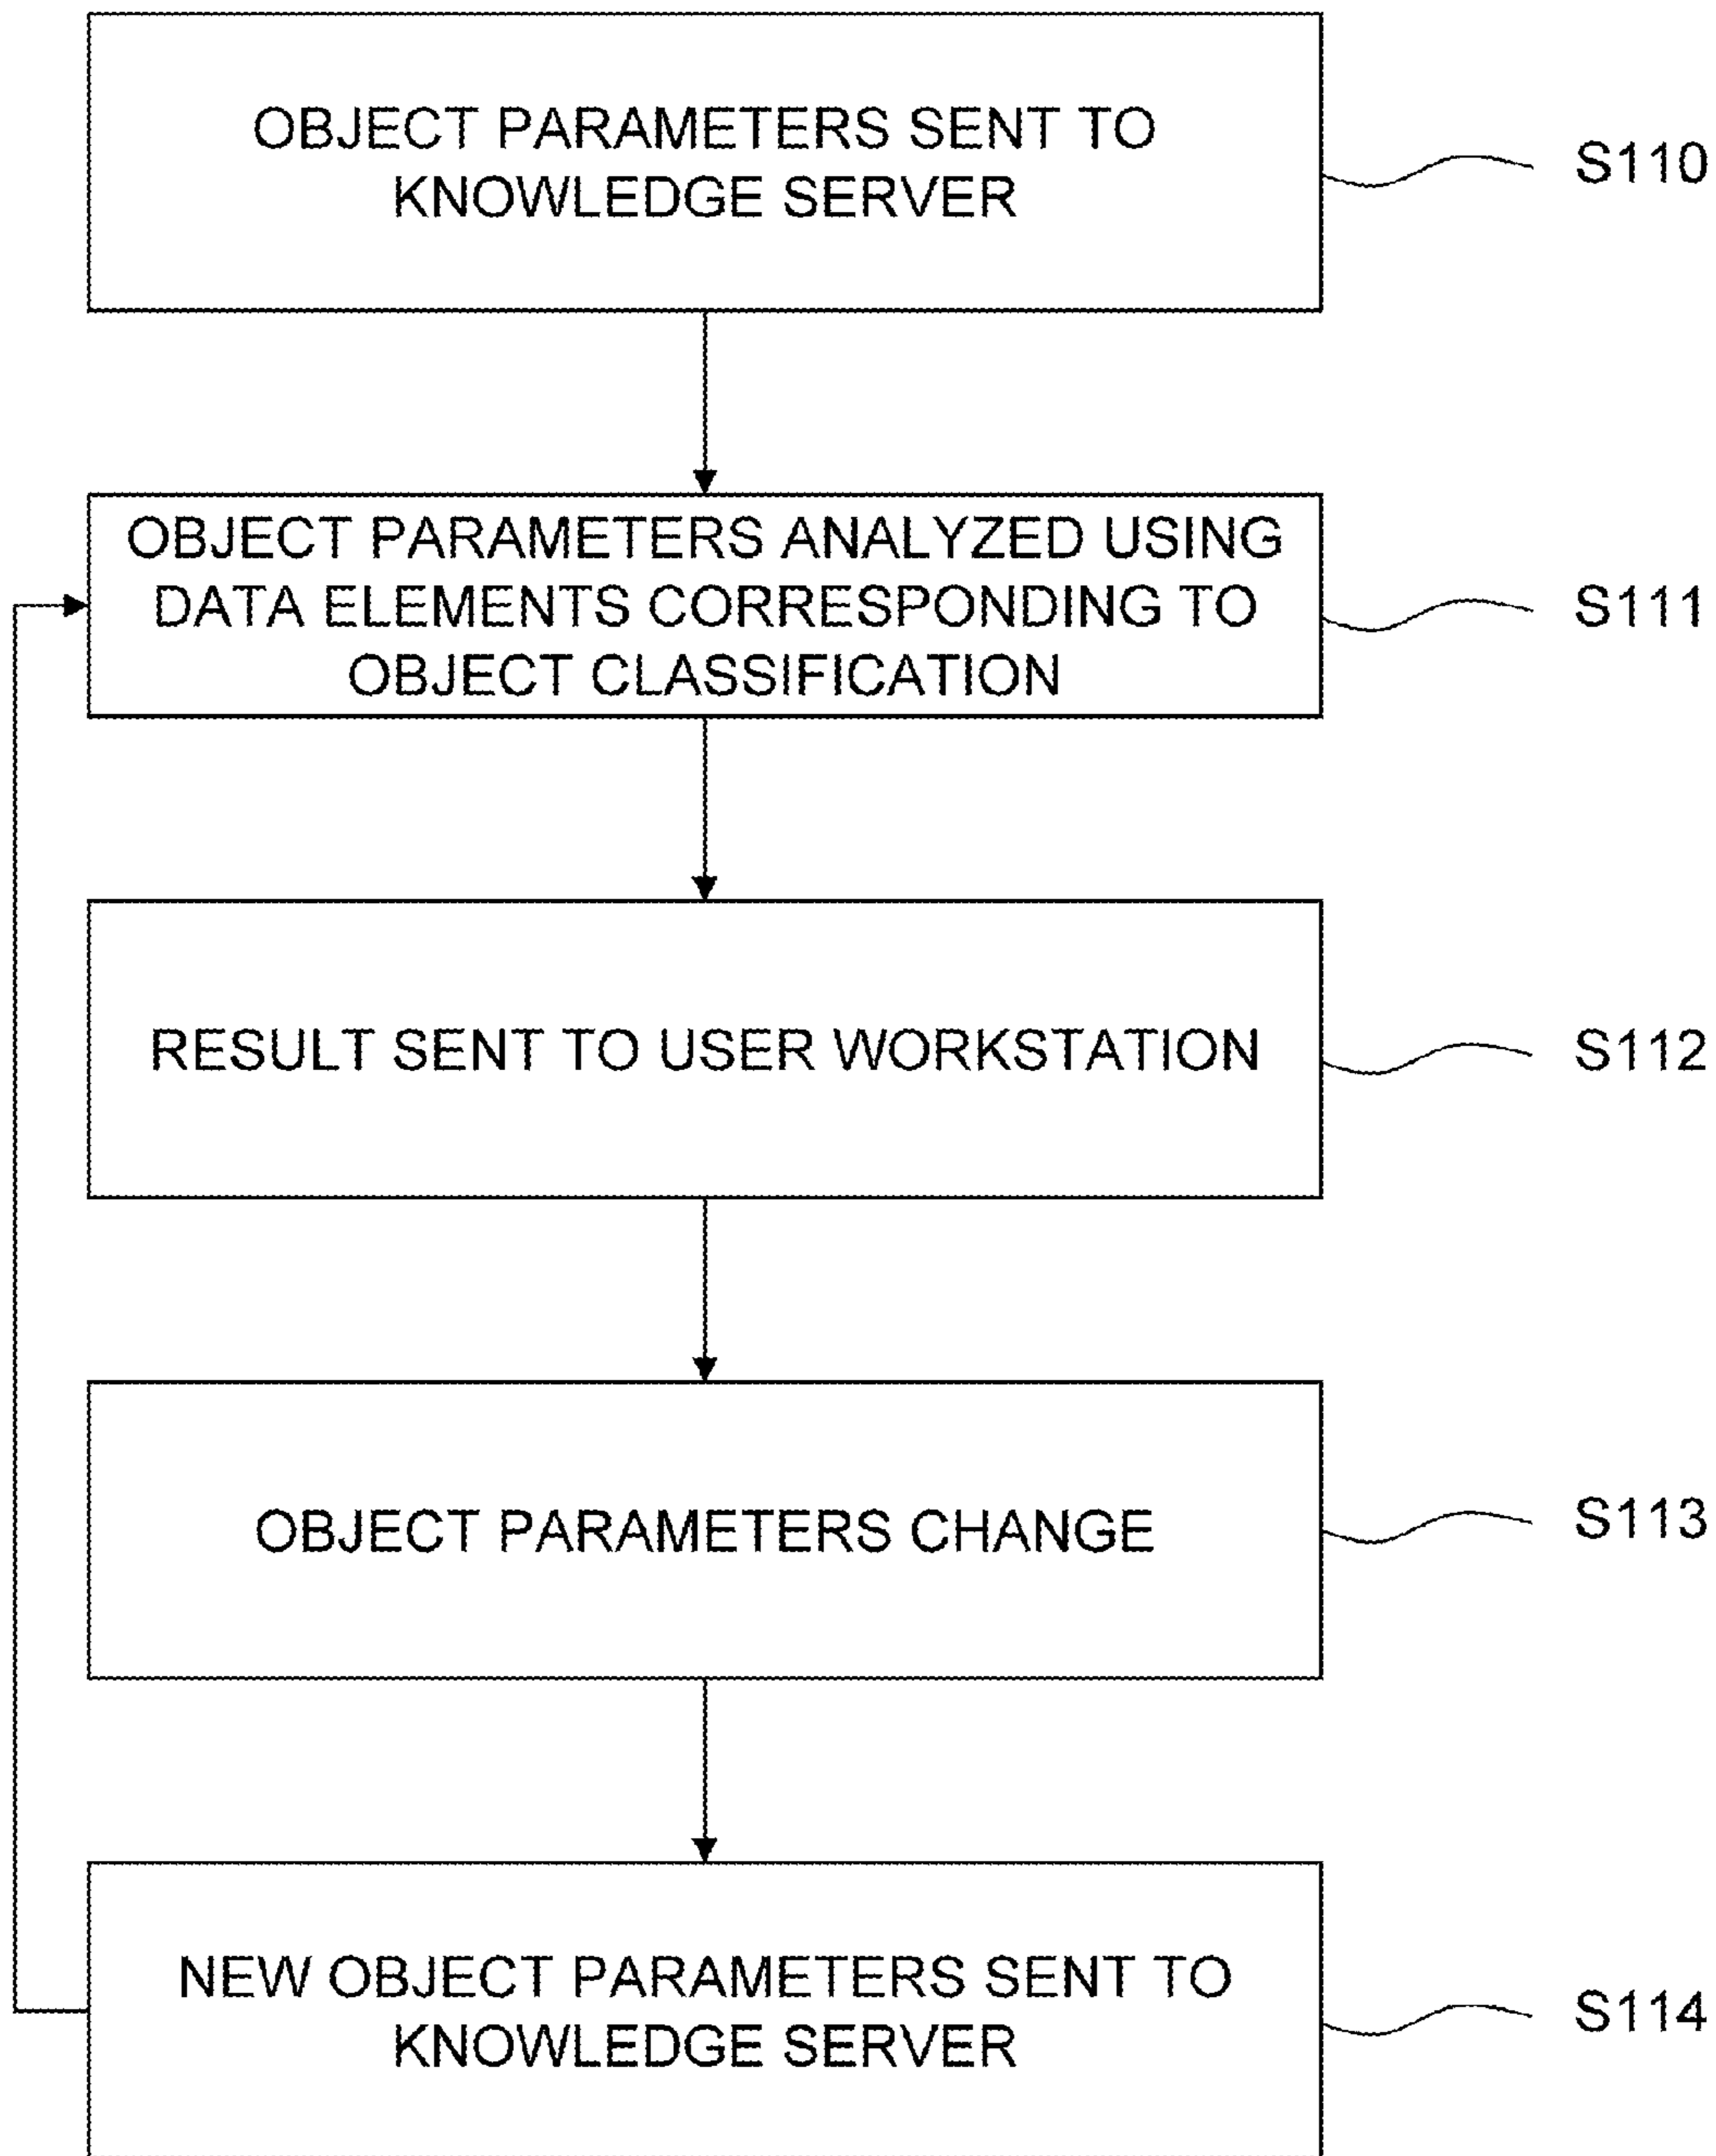 OBJECT PARAMETERS SENT TO
KNOWLEDGE SERVER
S110
OBJECT PARAMETERS ANALYZED USING
DATA ELEMENTS CORRESPONDING TO
OBJECT CLASSIFICATION
S111
RESULT SENT TO USER WORKSTATION
S112
OBJECT PARAMETERS CHANGE
S113
NEW OBJECT PARAMETERS SENT TO
KNOWLEDGE SERVER
S114